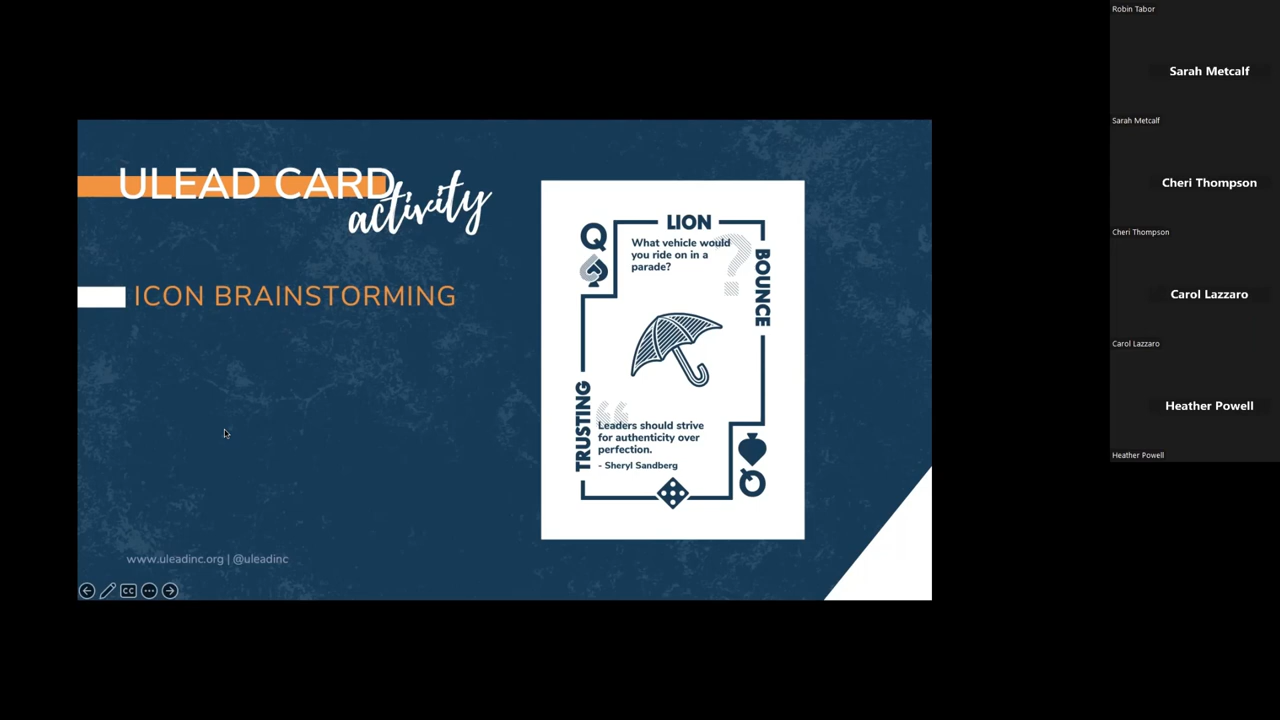 ULEAD CARD
activity
ICON BRAINSTORMING
Q
LION
What vehicle would
you ride on in a
parade?
?
BOUNCE
TRUSTING
“
Leaders should strive
for authenticity over
perfection.
- Sheryl Sandberg
Q
www.uleadinc.org | @uleadinc
CC
Robin Tabor
Sarah Metcalf
Sarah Metcalf
Cheri Thompson
Cheri Thompson
Carol Lazzaro
Carol Lazzaro
Heather Powell
Heather Powell